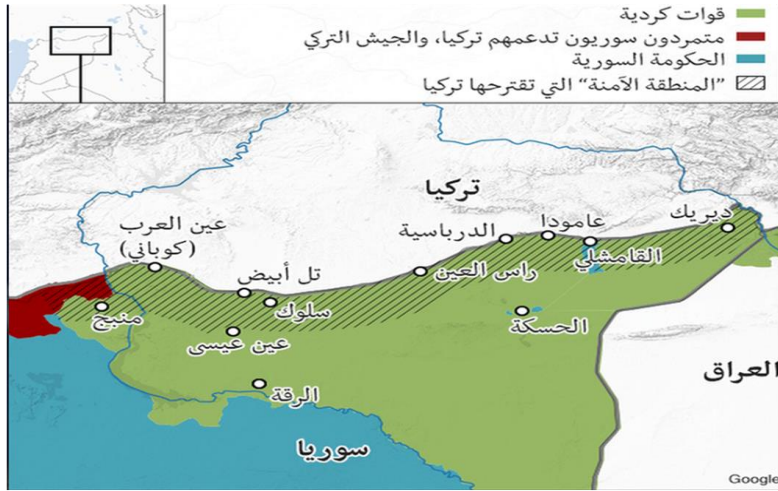 قوات كردية
متمردون سوريون تدعمهم تركيا، والجيش التركي
الحكومة السورية
"المنطقة الآمنة" التي تقترحها تركيا
تركيا
ديريك
عامودا
الدرباسية
عين العرب
(كوباني)
القامشلي
راس العين
تل أبيض
سلوك
منبج
الحسكة
عين عيسى
العراق
الرقة
سوريا
Google